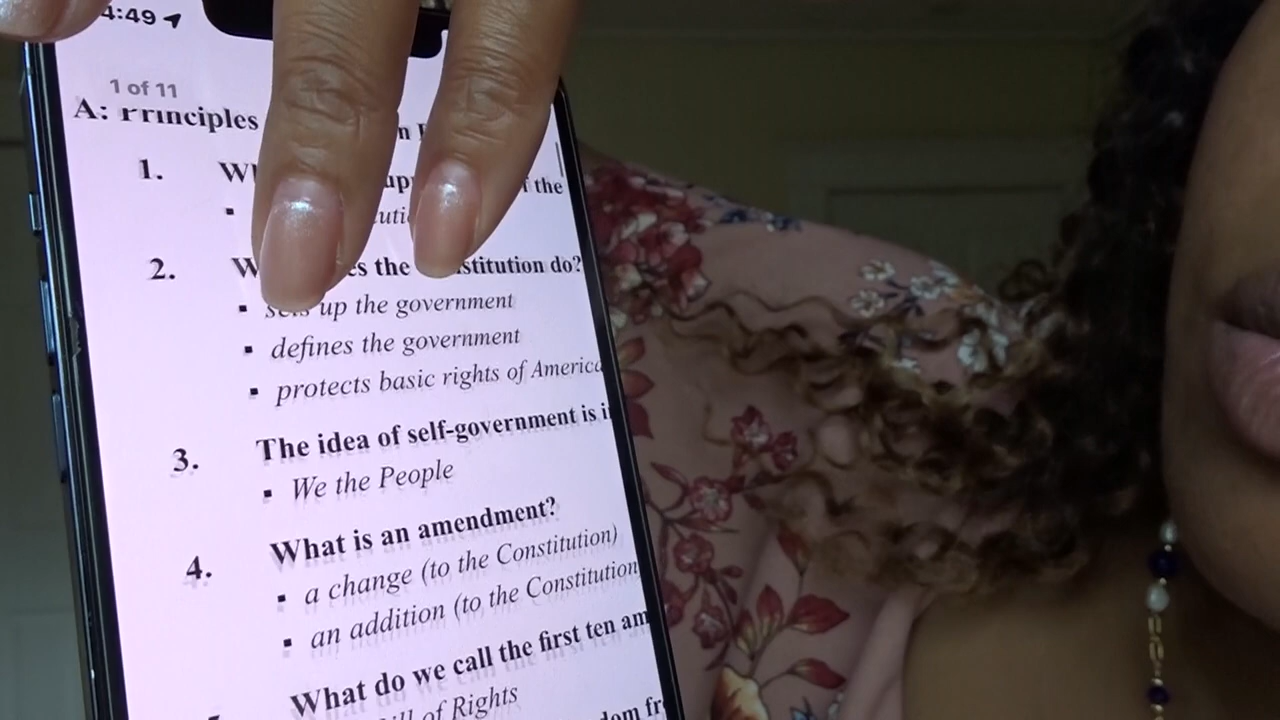 4:49
1 of 11
A: Principles
1. the
2. the do?
▪ up the government
▪ defines the government
▪ protects basic rights of
3. The idea of self-government is
▪ We the People
4. What is an amendment?
▪ a change (to the Constitution)
▪ an addition (to the Constitution
What do we call the first ten
of Rights